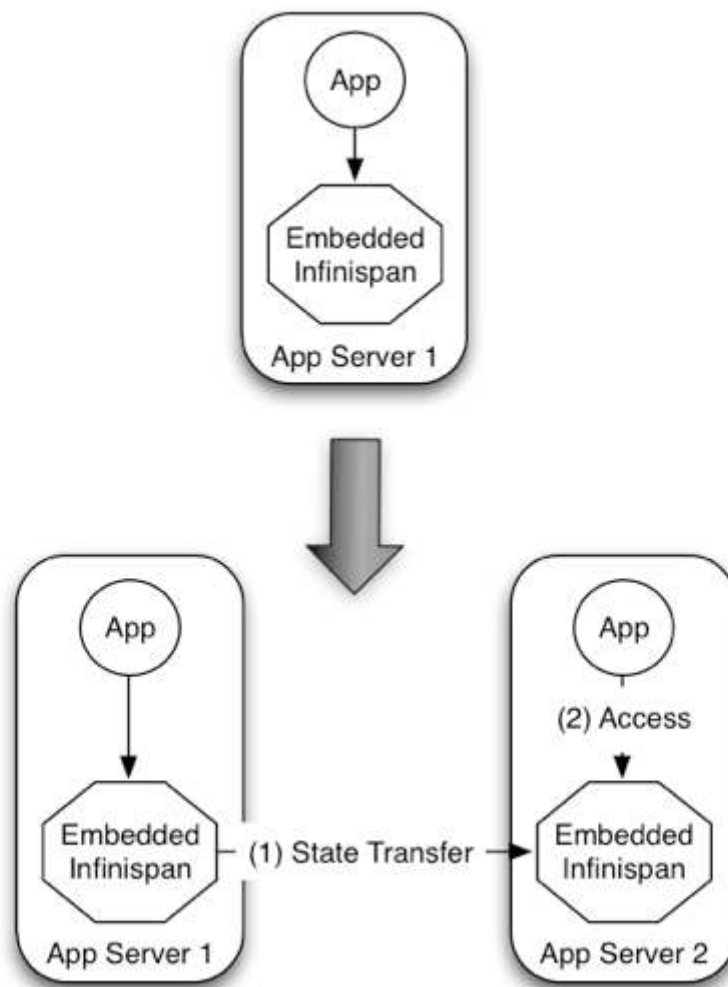 App
Embedded
Infinispan
App Server 1
App
App
(2) Access
Embedded
Infinispan
(1) State Transfer
Embedded
Infinispan
App Server 1
App Server 2